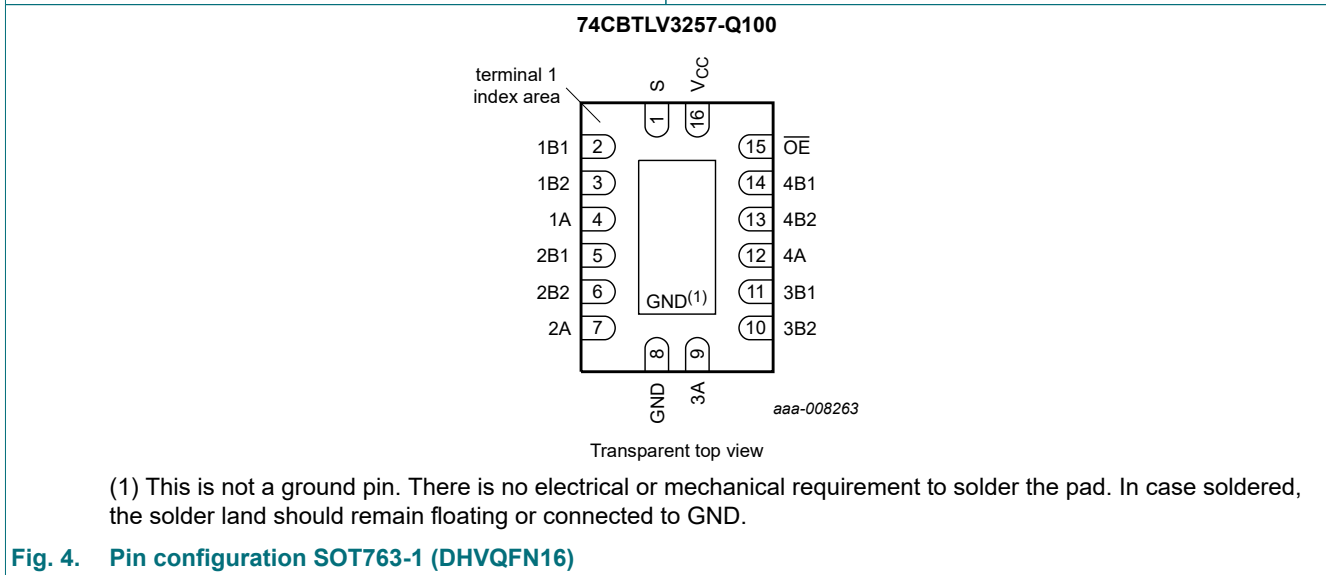 74CBTLV3257-Q100
terminal 1
index area
S
VCC
1
16
1B1 2
15 OE
1B2 3
14 4B1
1A 4
13 4B2
2B1 5
12 4A
2B2 6
11 3B1
GND(1)
2A 7
10 3B2
8
9
GND
3A
aaa-008263
Transparent top view
(1) This is not a ground pin. There is no electrical or mechanical requirement to solder the pad. In case soldered,
the solder land should remain floating or connected to GND.
Fig. 4. Pin configuration SOT763-1 (DHVQFN16)